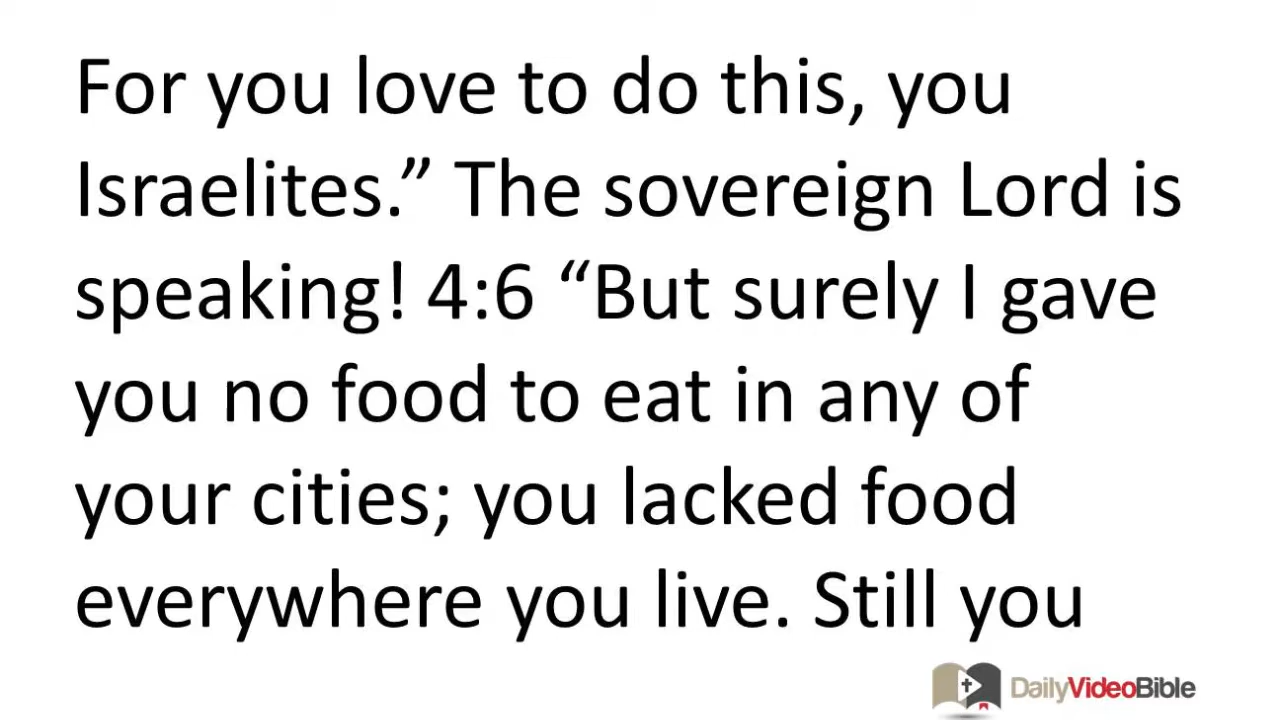 For you love to do this, you
Israelites.” The sovereign Lord is
speaking! 4:6 “But surely I gave
you no food to eat in any of
your cities; you lacked food
everywhere you live. Still you
DailyVideoBible